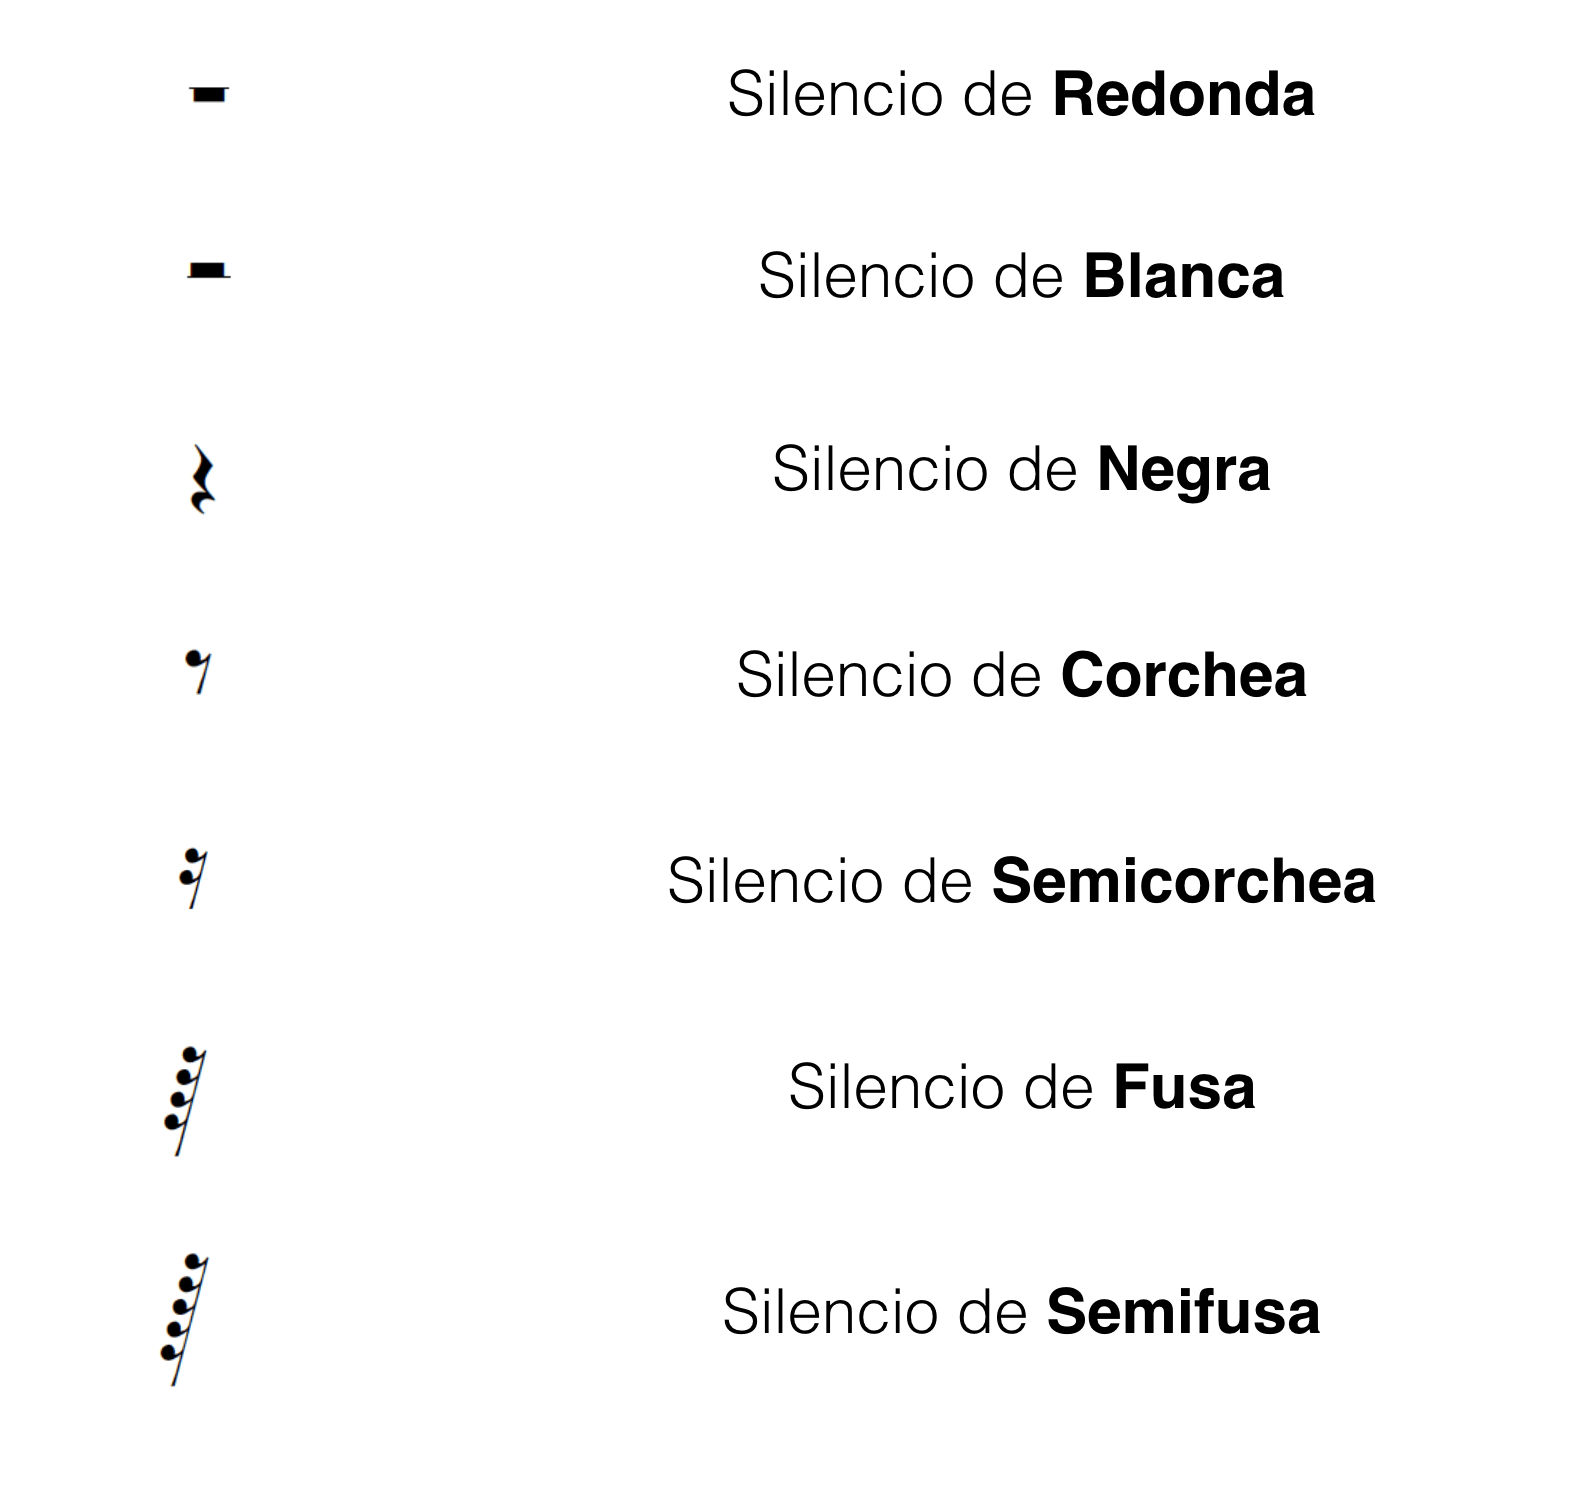 Silencio de Redonda
Silencio de Blanca
Silencio de Negra
Silencio de Corchea
Silencio de Semicorchea
Silencio de Fusa
Silencio de Semifusa